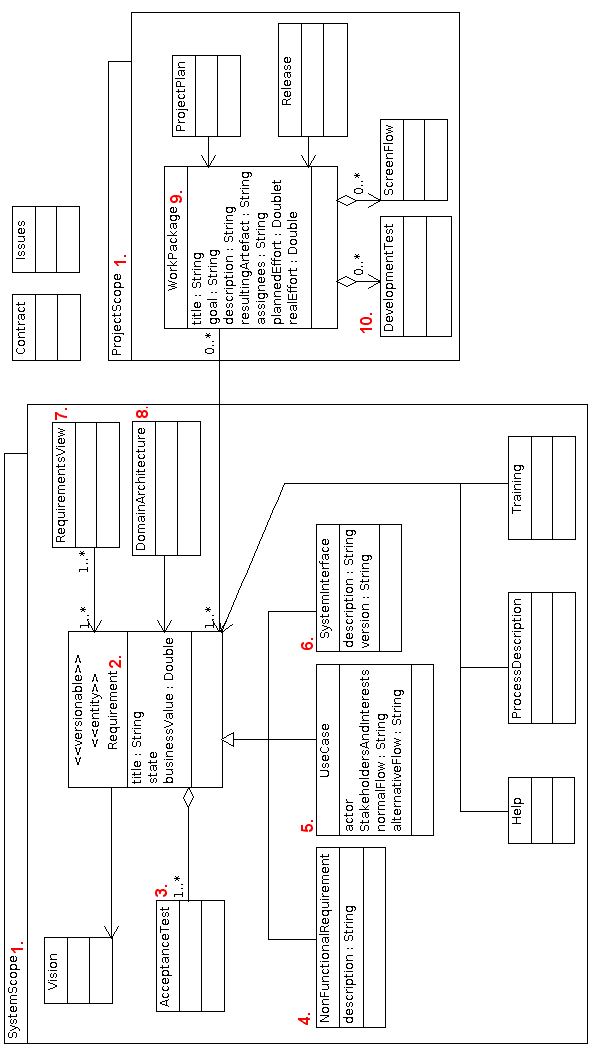 SystemScope 1.
Vision
<<versionable>>
<<entity>>
Requirement 2.
title : String
state
businessValue : Double
RequirementsView 7.
1..*
1..*
DomainArchitecture 8.
1..*
AcceptanceTest 3.
1..*
4. NonFunctionalRequirement
description : String
5. UseCase
actor
StakeholdersAndInterests
normalFlow : String
alternativeFlow : String
6. SystemInterface
description : String
version : String
Help
ProcessDescription
Training
Contract
Issues
ProjectScope 1.
ProjectPlan
Release
WorkPackage 9.
title : String
goal : String
description : String
resultingArtefact : String
assignees : String
plannedEffort : Doublet
realEffort : Double
0..*
0..*
0..*
10. DevelopmentTest
ScreenFlow